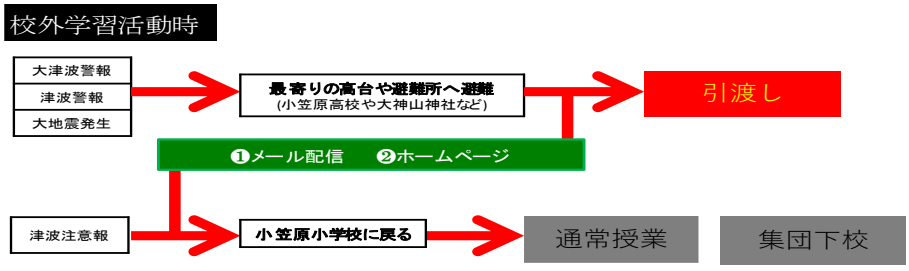 校外学習活動時
大津波警報
津波警報
大地震発生
最寄りの高台や避難所へ避難
(小笠原高校や大神山神社など)
引渡し
❶メール配信　❷ホームページ
津波注意報
小笠原小学校に戻る
通常授業
集団下校